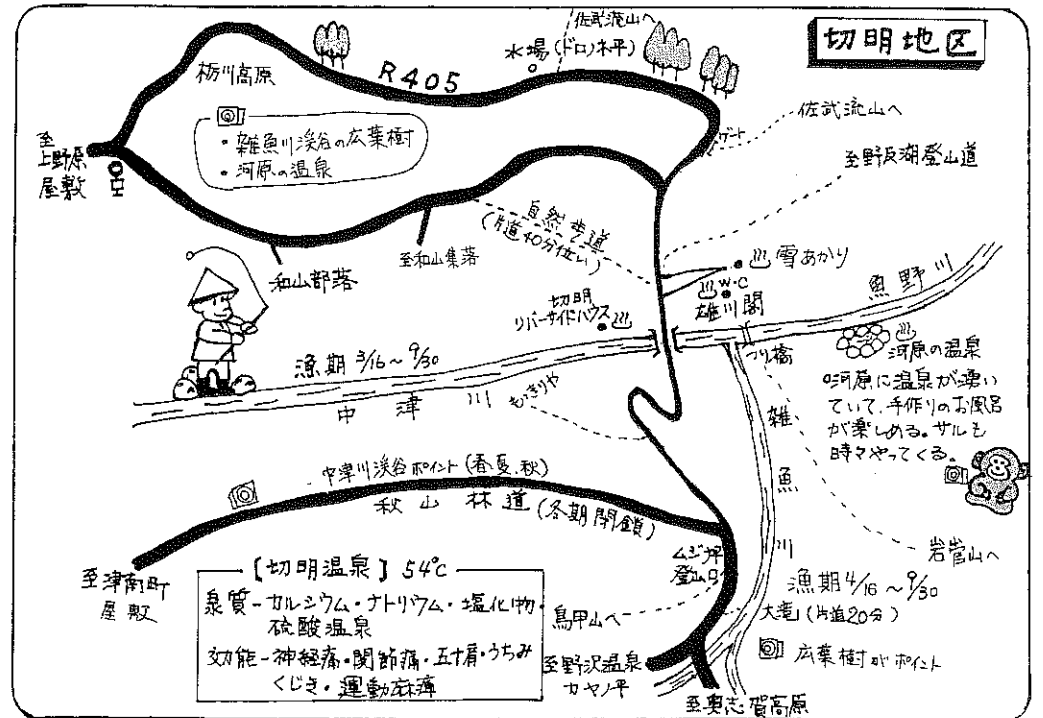 切明地区
佐武流山へ
水場(ドロノキ平)
R405
栃川高原
・雑魚川渓谷の広葉樹
・河原の温泉
至
上野原
屋敷
ゲート
佐武流山へ
至野反湖登山道
自然歩道
(片道40分位い)
至和山集落
和山部落
雪あかり
W・C
雄川閣
切明
リバーサイドハウス
魚野川
つり橋
河原の温泉
○河原に温泉が湧い
ていて、手作りのお風呂
が楽しめる。サルも
時々やってくる。
漁期 3/16〜9/30
中津川
もっきりや
雑魚川
中津川渓谷ポイント(春.夏.秋)
秋山林道(冬期閉鎖)
至津南町
屋敷
岩菅山へ
ムジナ坪
登山口
漁期4/16〜9/30
鳥甲山へ
大滝(片道20分)
広葉樹がポイント
[切明温泉] 54℃
泉質−カルシウム・ナトリウム・塩化物・
硫酸温泉
効能−神経痛・関節痛・五十肩・うちみ
くじき・運動麻痺
至野沢温泉
カヤノ平
至奥志賀高原